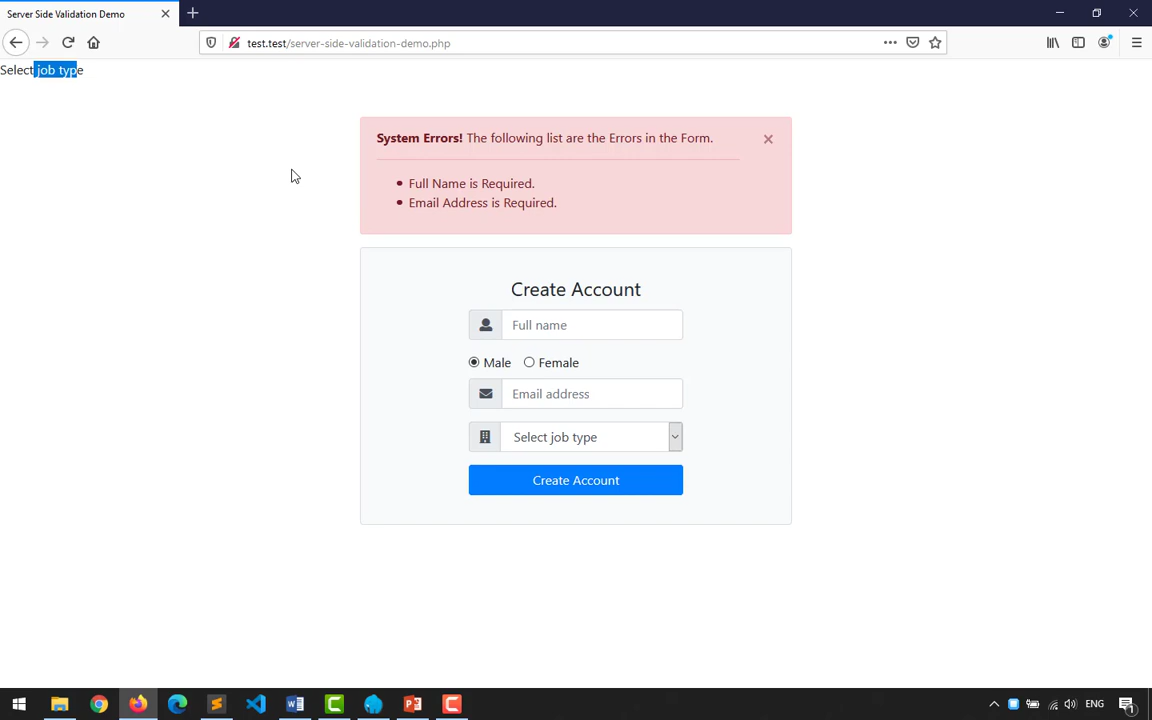 Server Side Validation Demo
test.test/server-side-validation-demo.php
Select job type
System Errors! The following list are the Errors in the Form.
Full Name is Required.
Email Address is Required.
Create Account
Full name
Male Female
Email address
Select job type
Create Account
ENG
1